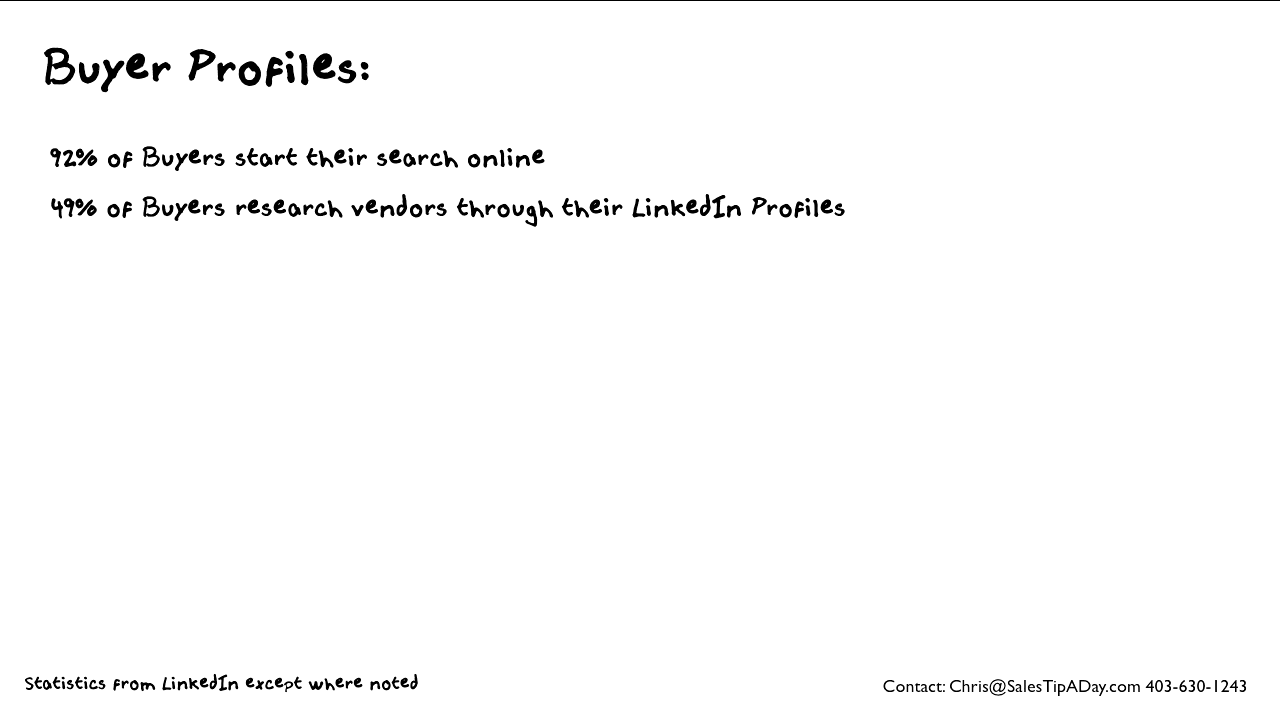 Buyer Profiles:
92% of Buyers start their search online
49% of Buyers research vendors through their LinkedIn Profiles
Statistics from LinkedIn except where noted
Contact: Chris@SalesTipADay.com 403-630-1243